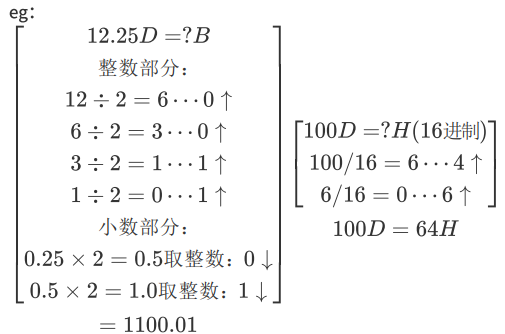 eg：
12.25D =?B
整数部分：
12 ÷ 2 = 6 ⋯ 0 ↑
6 ÷ 2 = 3 ⋯ 0 ↑
3 ÷ 2 = 1 ⋯ 1 ↑
1 ÷ 2 = 0 ⋯ 1 ↑
小数部分：
0.25 × 2 = 0.5取整数：0 ↓
0.5 × 2 = 1.0取整数：1 ↓
= 1100.01
100D =?H(16进制)
100/16 = 6 ⋯ 4 ↑
6/16 = 0 ⋯ 6 ↑
100D = 64H